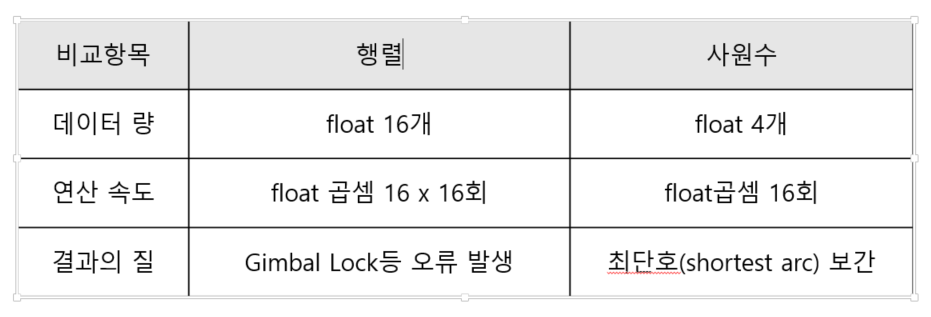 비교항목 행렬 사원수
데이터 량 float 16개 float 4개
연산 속도 float 곱셈 16 x 16회 float곱셈 16회
결과의 질 Gimbal Lock등 오류 발생 최단호(shortest arc) 보간